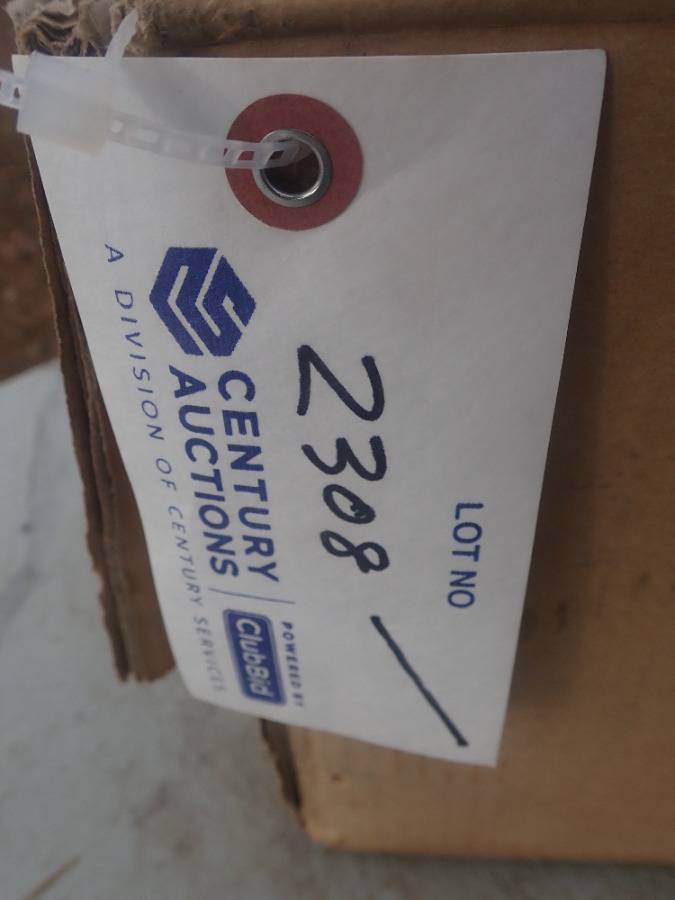 LOT NO
2308 /
CENTURY
AUCTIONS
POWERED BY
ClubBid
A DIVISION OF CENTURY SERVICES